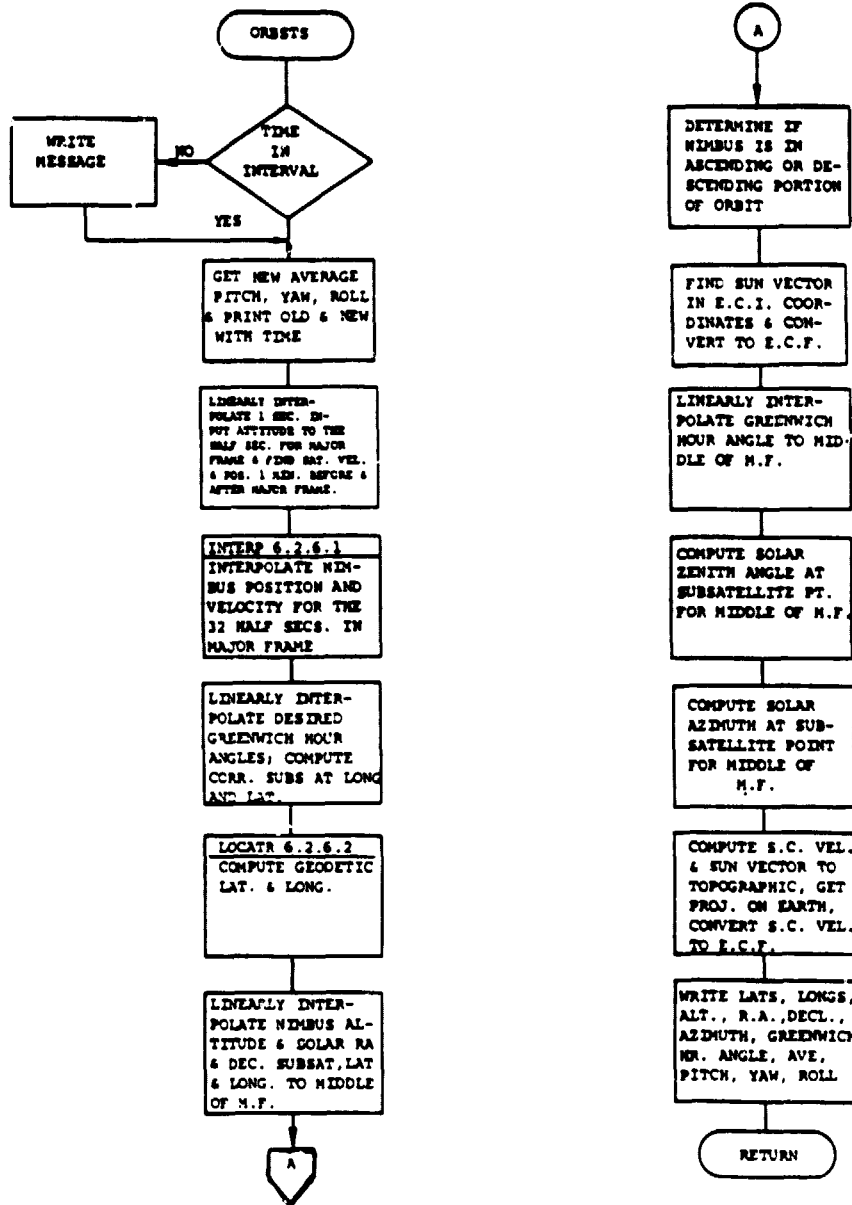 ORBSTS
TIME
IN
INTERVAL
NO
WRITE
MESSAGE
YES
GET NEW AVERAGE
PITCH, YAW, ROLL
& PRINT OLD & NEW
WITH TIME
LINEARLY INTER-
POLATE 1 SEC. IN-
PUT ATTITUDE TO THE
HALF SEC. FOR MAJOR
FRAME & FIND SAT. VEL.
& POS. 1 MIN. BEFORE &
AFTER MAJOR FRAME.
INTERP 6.2.6.1
INTERPOLATE NIM-
BUS POSITION AND
VELOCITY FOR THE
32 HALF SECS. IN
MAJOR FRAME
LINEARLY INTER-
POLATE DESIRED
GREENWICH HOUR
ANGLES; COMPUTE
CORR. SUBS AT LONG
AND LAT.
LOCATR 6.2.6.2
COMPUTE GEODETIC
LAT. & LONG.
LINEARLY INTER-
POLATE NIMBUS AL-
TITUDE & SOLAR RA
& DEC. SUBSAT, LAT
& LONG. TO MIDDLE
OF M.F.
A
A
DETERMINE IF
NIMBUS IS IN
ASCENDING OR DE-
SCENDING PORTION
OF ORBIT
FIND SUN VECTOR
IN E.C.I. COOR-
DINATES & CON-
VERT TO E.C.F.
LINEARLY INTER-
POLATE GREENWICH
HOUR ANGLE TO MID-
DLE OF M.F.
COMPUTE SOLAR
ZENITH ANGLE AT
SUBSATELLITE PT.
FOR MIDDLE OF M.F.
COMPUTE SOLAR
AZIMUTH AT SUB-
SATELLITE POINT
FOR MIDDLE OF
M.F.
COMPUTE S.C. VEL.
& SUN VECTOR TO
TOPOGRAPHIC, GET
PROJ. ON EARTH,
CONVERT S.C. VEL.
TO E.C.F.
WRITE LATS, LONGS,
ALT., R.A., DECL.,
AZIMUTH, GREENWICH
HR. ANGLE, AVE,
PITCH, YAW, ROLL
RETURN